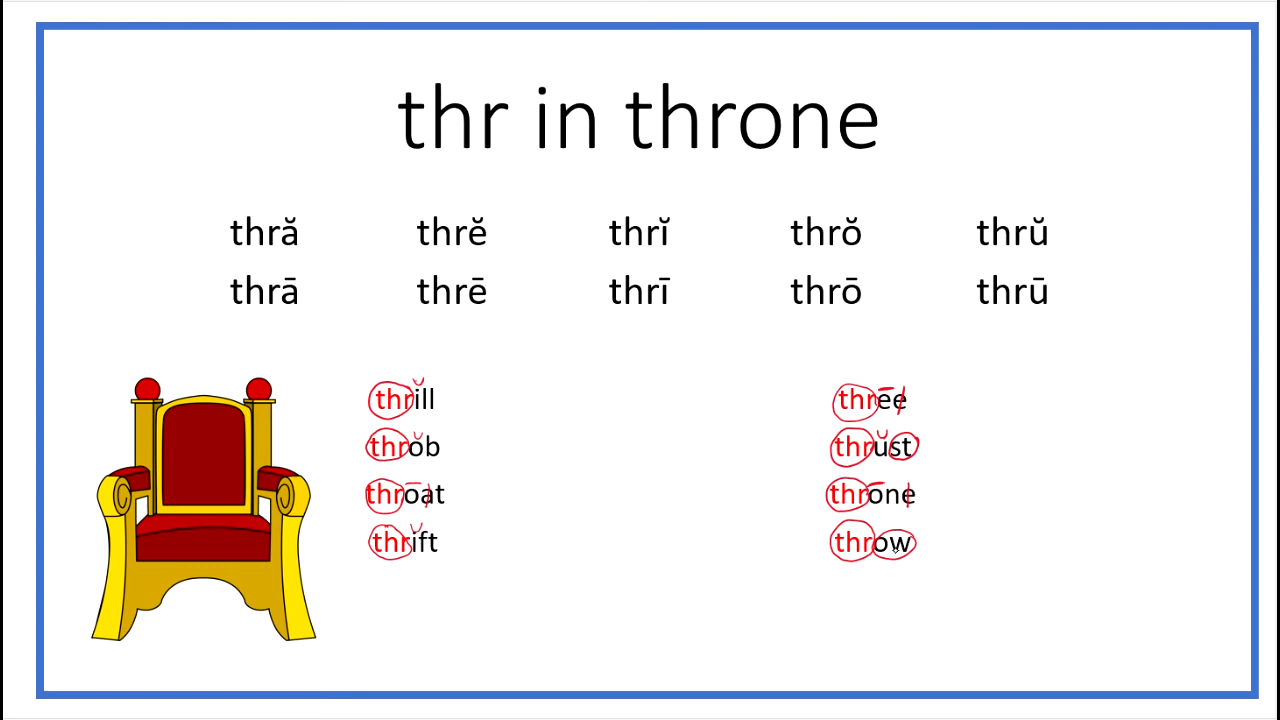 thr in throne
thră thrĕ thrĭ thrŏ thrŭ
thrā thrē thrī thrō thrū
thrill three
throb thrust
throat throne
thrift throw